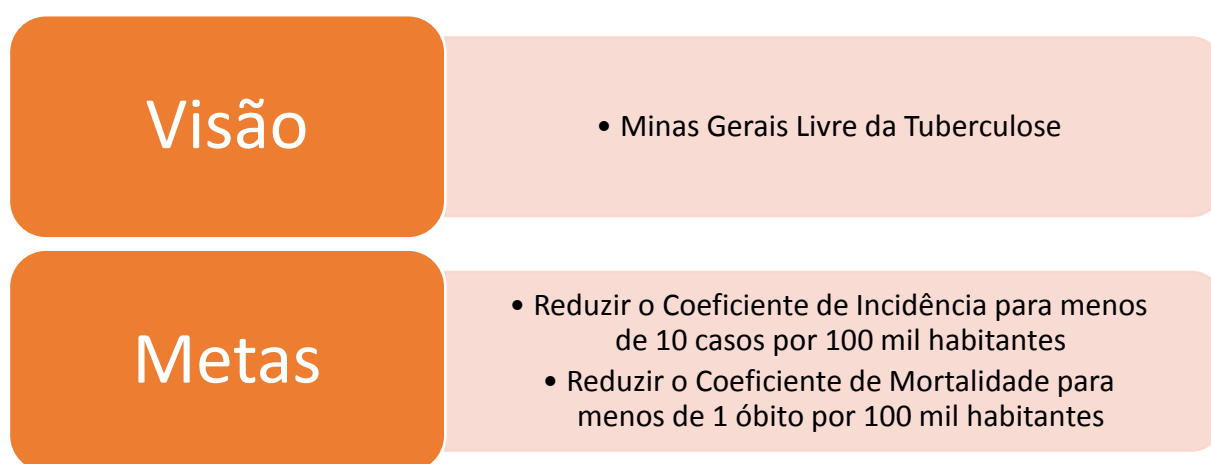 Visão
• Minas Gerais Livre da Tuberculose
Metas
• Reduzir o Coeficiente de Incidência para menos
de 10 casos por 100 mil habitantes
• Reduzir o Coeficiente de Mortalidade para
menos de 1 óbito por 100 mil habitantes